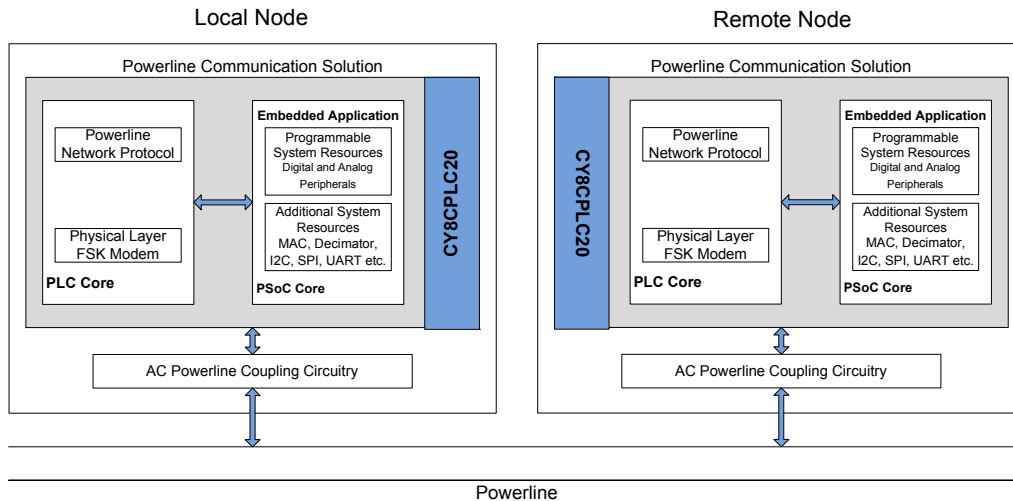 Local Node
Powerline Communication Solution
Powerline
Network Protocol
Physical Layer
FSK Modem
PLC Core
Embedded Application
Programmable
System Resources
Digital and Analog
Peripherals
Additional System
Resources
MAC, Decimator,
I2C, SPI, UART etc.
PSoC Core
CY8CPLC20
AC Powerline Coupling Circuitry
Remote Node
Powerline Communication Solution
CY8CPLC20
Powerline
Network Protocol
Physical Layer
FSK Modem
PLC Core
Embedded Application
Programmable
System Resources
Digital and Analog
Peripherals
Additional System
Resources
MAC, Decimator,
I2C, SPI, UART etc.
PSoC Core
AC Powerline Coupling Circuitry
Powerline